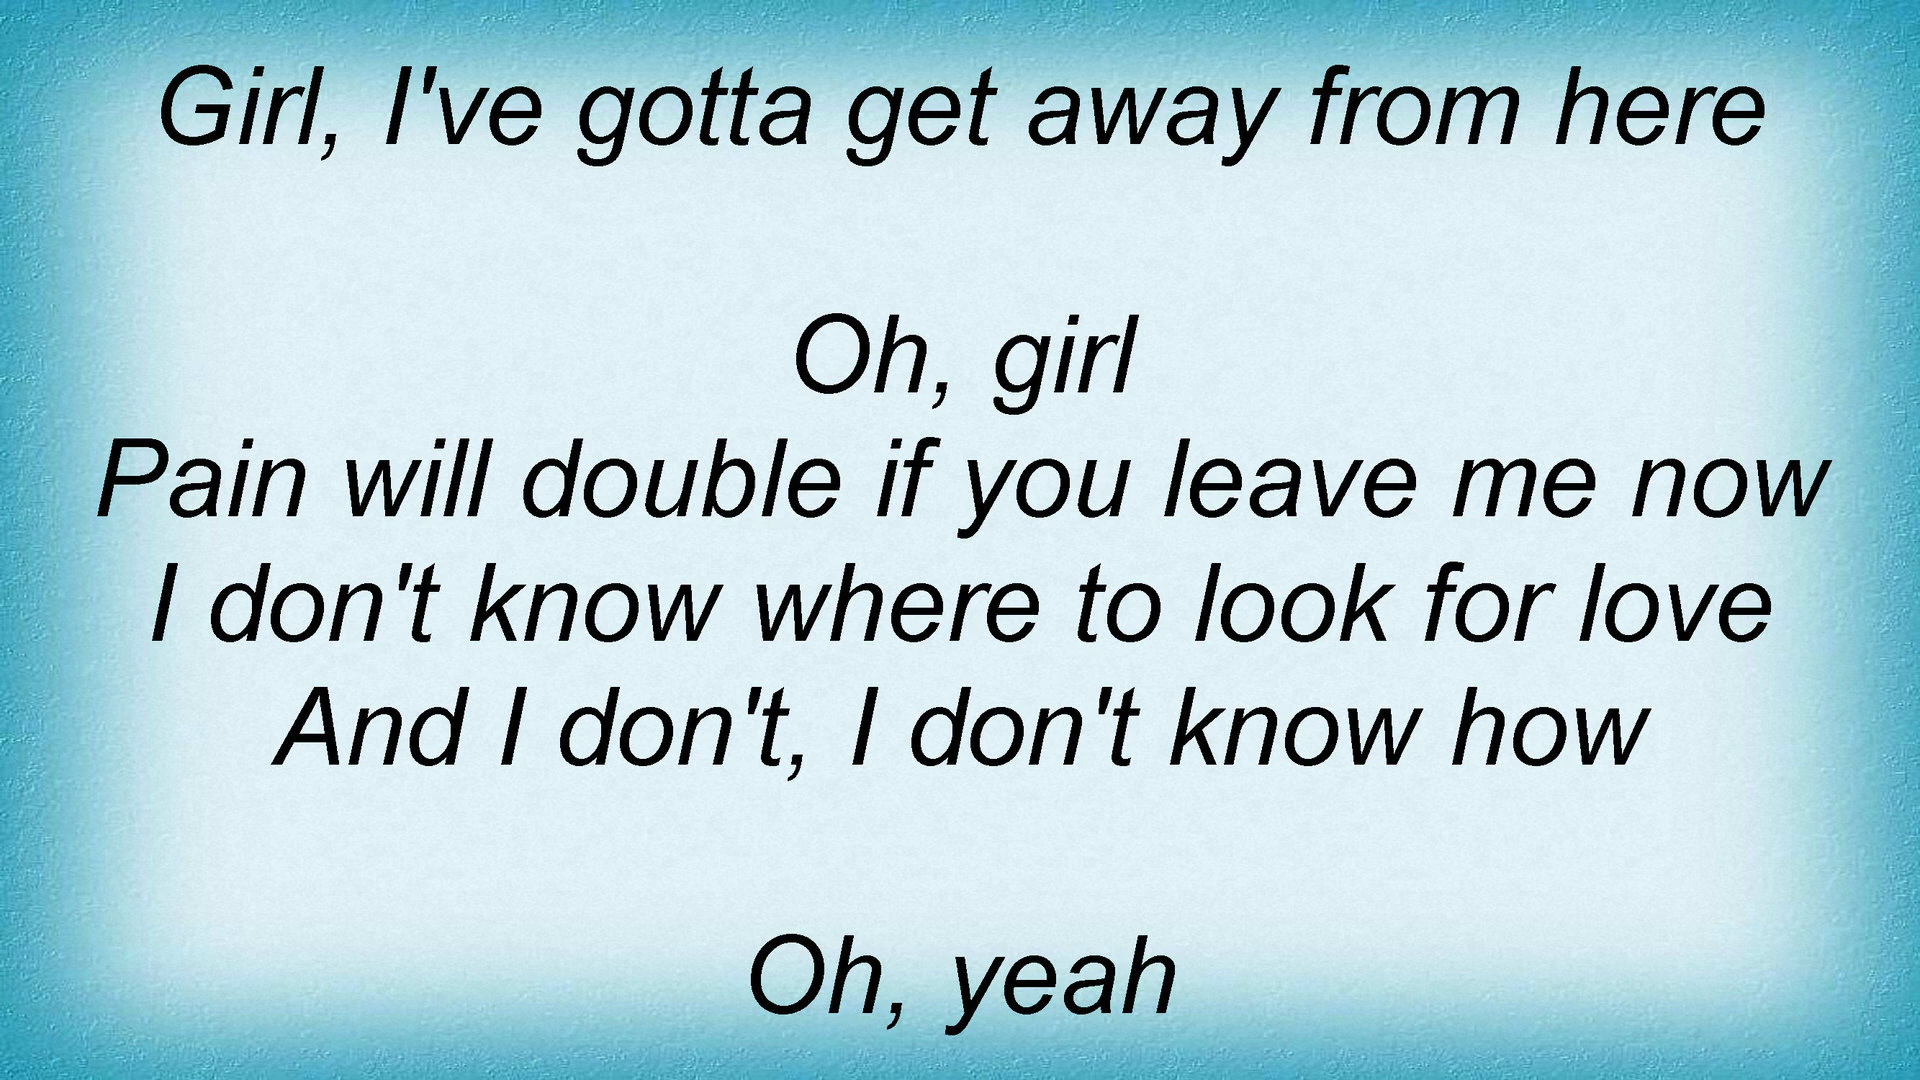 Girl, I've gotta get away from here
Oh, girl
Pain will double if you leave me now
I don't know where to look for love
And I don't, I don't know how
Oh, yeah